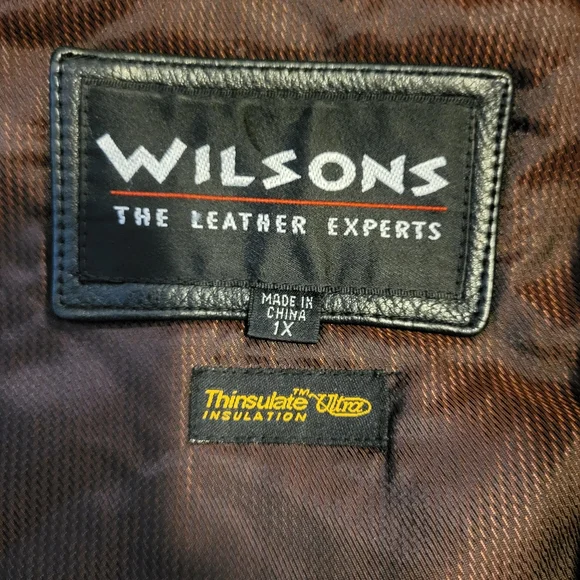 WILSONS
THE LEATHER EXPERTS
MADE IN
CHINA
1X
Thinsulate™ Ultra
INSULATION